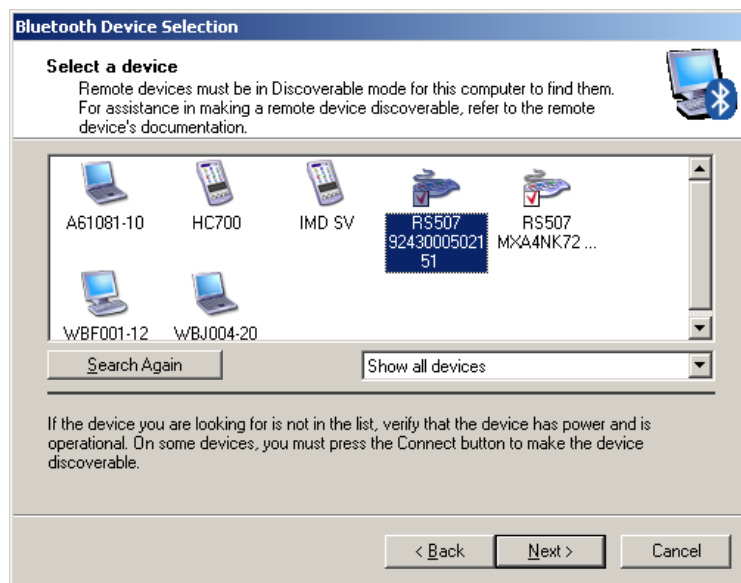 Bluetooth Device Selection
Select a device
Remote devices must be in Discoverable mode for this computer to find them.
For assistance in making a remote device discoverable, refer to the remote
device's documentation.
A61081-10
HC700
IMD SV
RS507
92430005021
51
RS507
MXA4NK72 ...
WBF001-12
WBJ004-20
Search Again
Show all devices
If the device you are looking for is not in the list, verify that the device has power and is
operational. On some devices, you must press the Connect button to make the device
discoverable.
< Back
Next >
Cancel